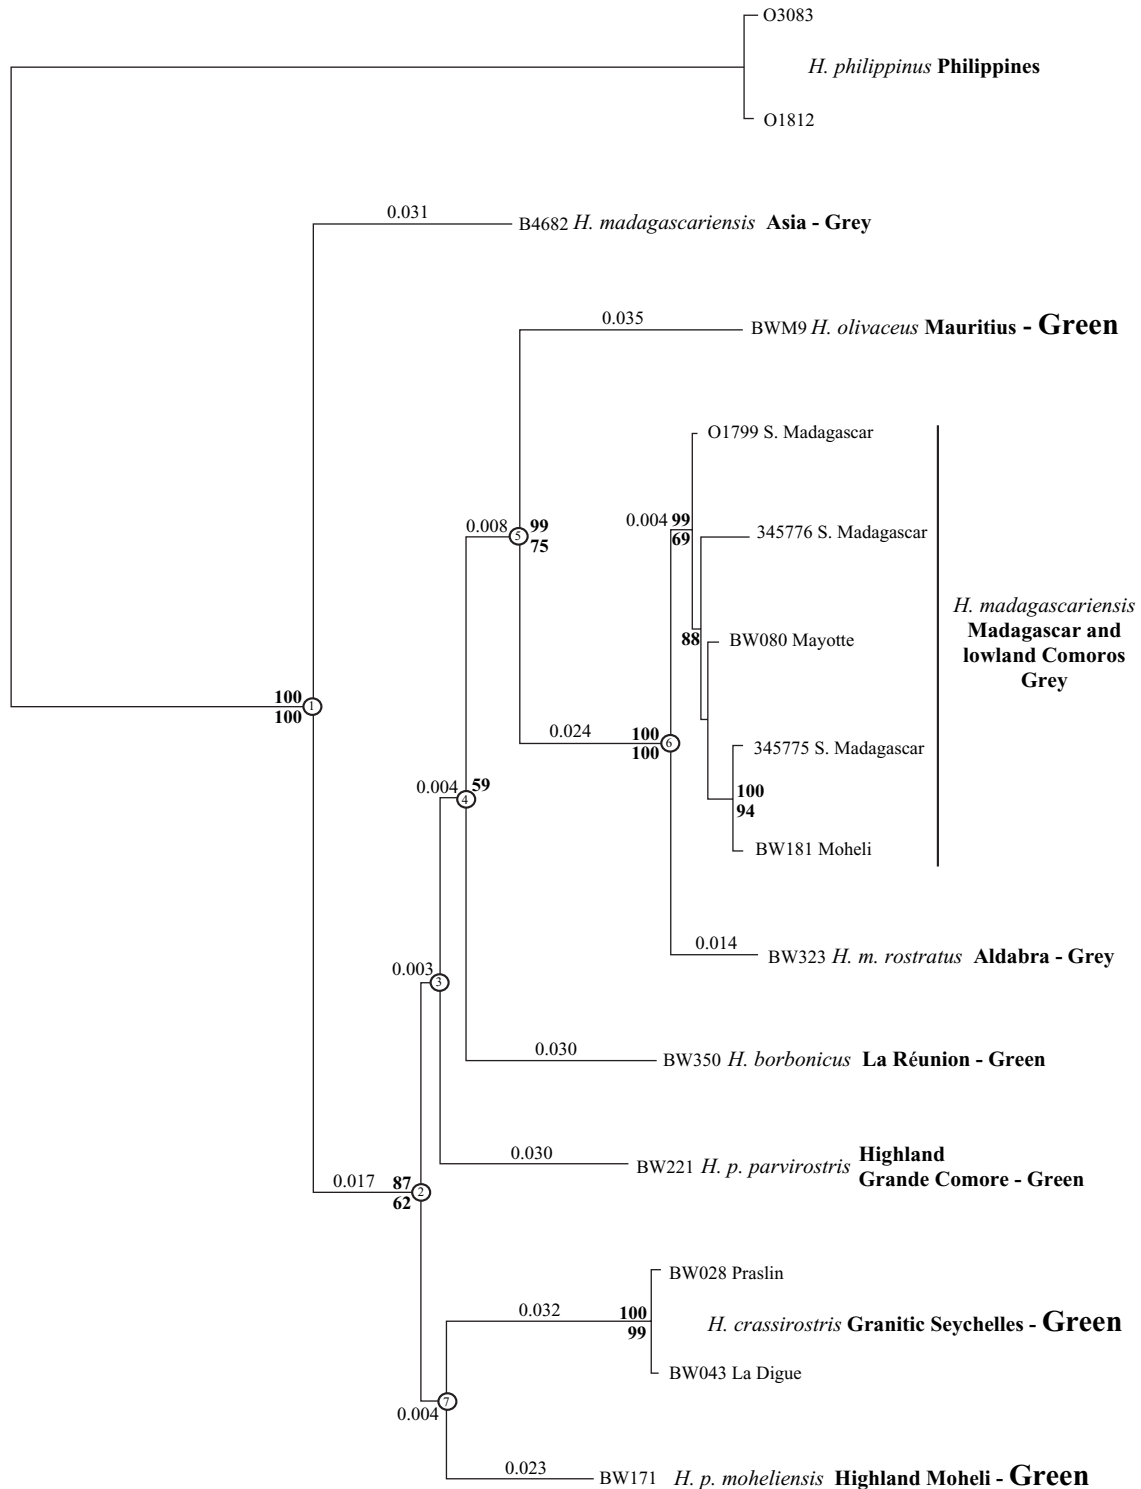 O3083
H. philippinus Philippines
O1812
0.031
B4682 H. madagascariensis Asia - Grey
0.035
BWM9 H. olivaceus Mauritius - Green
O1799 S. Madagascar
0.008
5
99
75
0.004
99
69
345776 S. Madagascar
H. madagascariensis
Madagascar and
lowland Comoros
Grey
88
BW080 Mayotte
100
100
1
0.024
100
100
6
345775 S. Madagascar
0.004
4
59
100
94
BW181 Moheli
0.014
BW323 H. m. rostratus Aldabra - Grey
0.003
3
0.030
BW350 H. borbonicus La Réunion - Green
0.030
BW221 H. p. parvirostris Highland
Grande Comore - Green
0.017
87
62
2
BW028 Praslin
0.032
100
99
H. crassirostris Granitic Seychelles - Green
BW043 La Digue
0.004
7
0.023
BW171 H. p. moheliensis Highland Moheli - Green